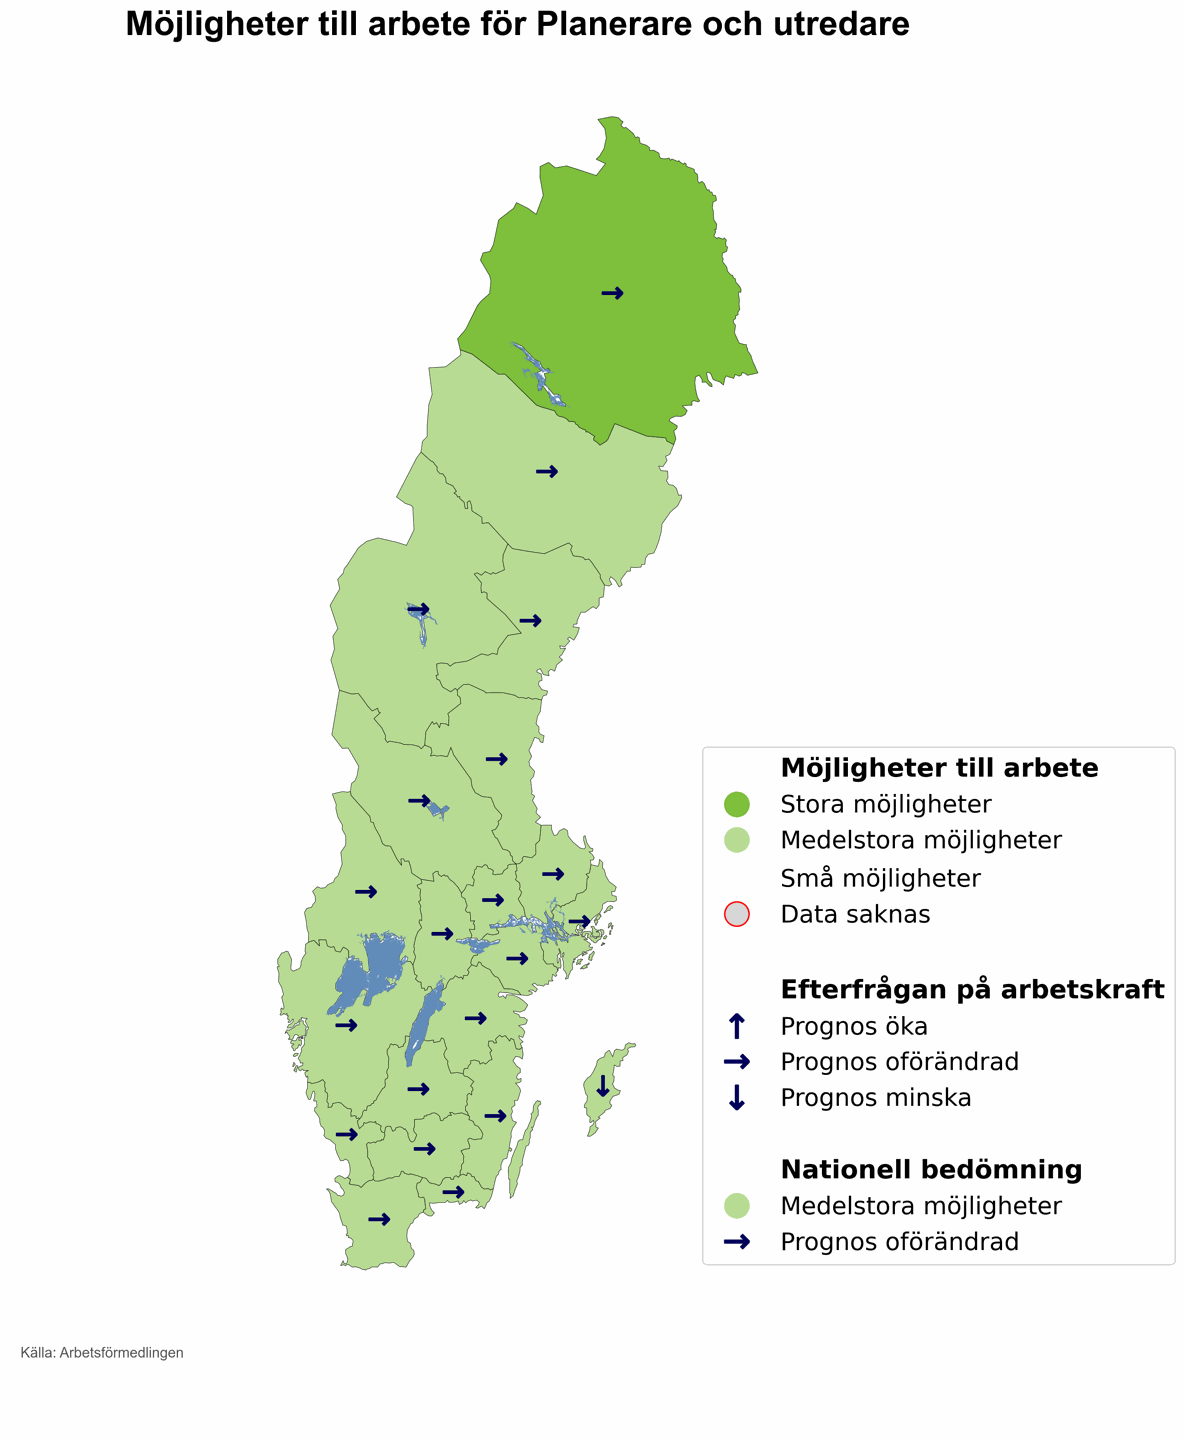 Möjligheter till arbete för Planerare och utredare
Möjligheter till arbete
Stora möjligheter
Medelstora möjligheter
Små möjligheter
Data saknas
Efterfrågan på arbetskraft
Prognos öka
Prognos oförändrad
Prognos minska
Nationell bedömning
Medelstora möjligheter
Prognos oförändrad
Källa: Arbetsförmedlingen